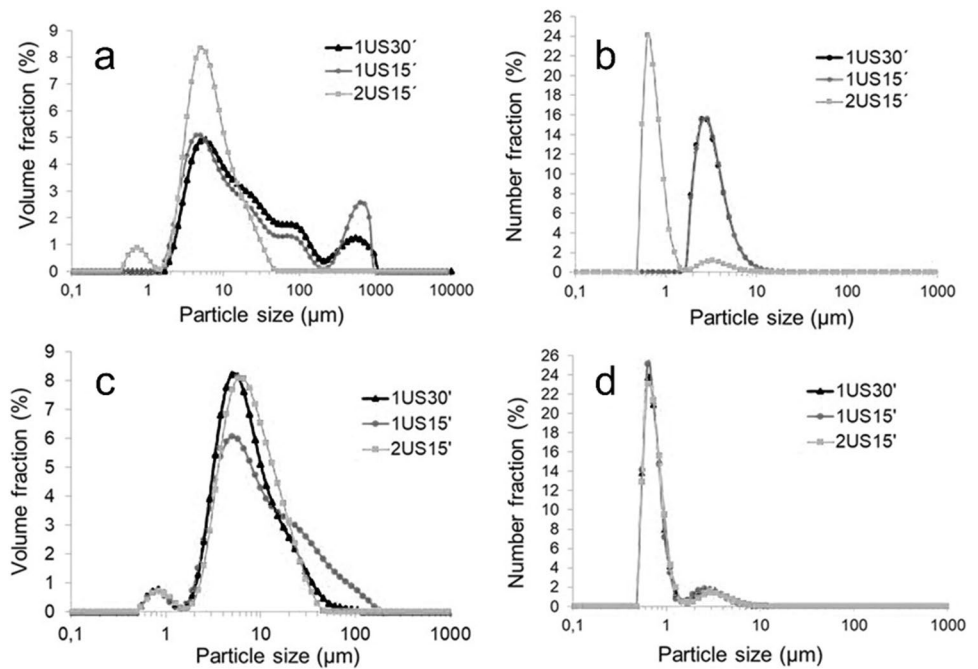 a
Volume fraction (%)
9
8
7
6
5
4
3
2
1
0
1US30´
1US15´
2US15´
0,1 1 10 100 1000 10000
Particle size (µm)
b
Number fraction (%)
26
24
22
20
18
16
14
12
10
8
6
4
2
0
1US30´
1US15´
2US15´
0,1 1 10 100 1000
Particle size (µm)
c
Volume fraction (%)
9
8
7
6
5
4
3
2
1
0
1US30'
1US15'
2US15'
0,1 1 10 100 1000 10000
Particle size (µm)
d
Number fraction (%)
26
24
22
20
18
16
14
12
10
8
6
4
2
0
1US30'
1US15'
2US15'
0,1 1 10 100 1000
Particle size (µm)